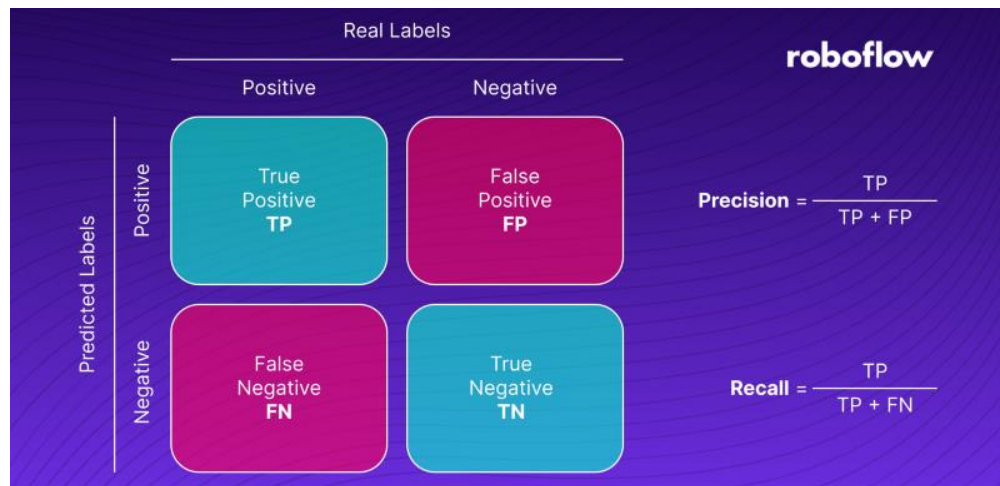 Real Labels
roboflow
Positive
Negative
Predicted Labels
Positive
True
Positive
TP
False
Positive
FP
Precision = TP
TP + FP
Negative
False
Negative
FN
True
Negative
TN
Recall = TP
TP + FN